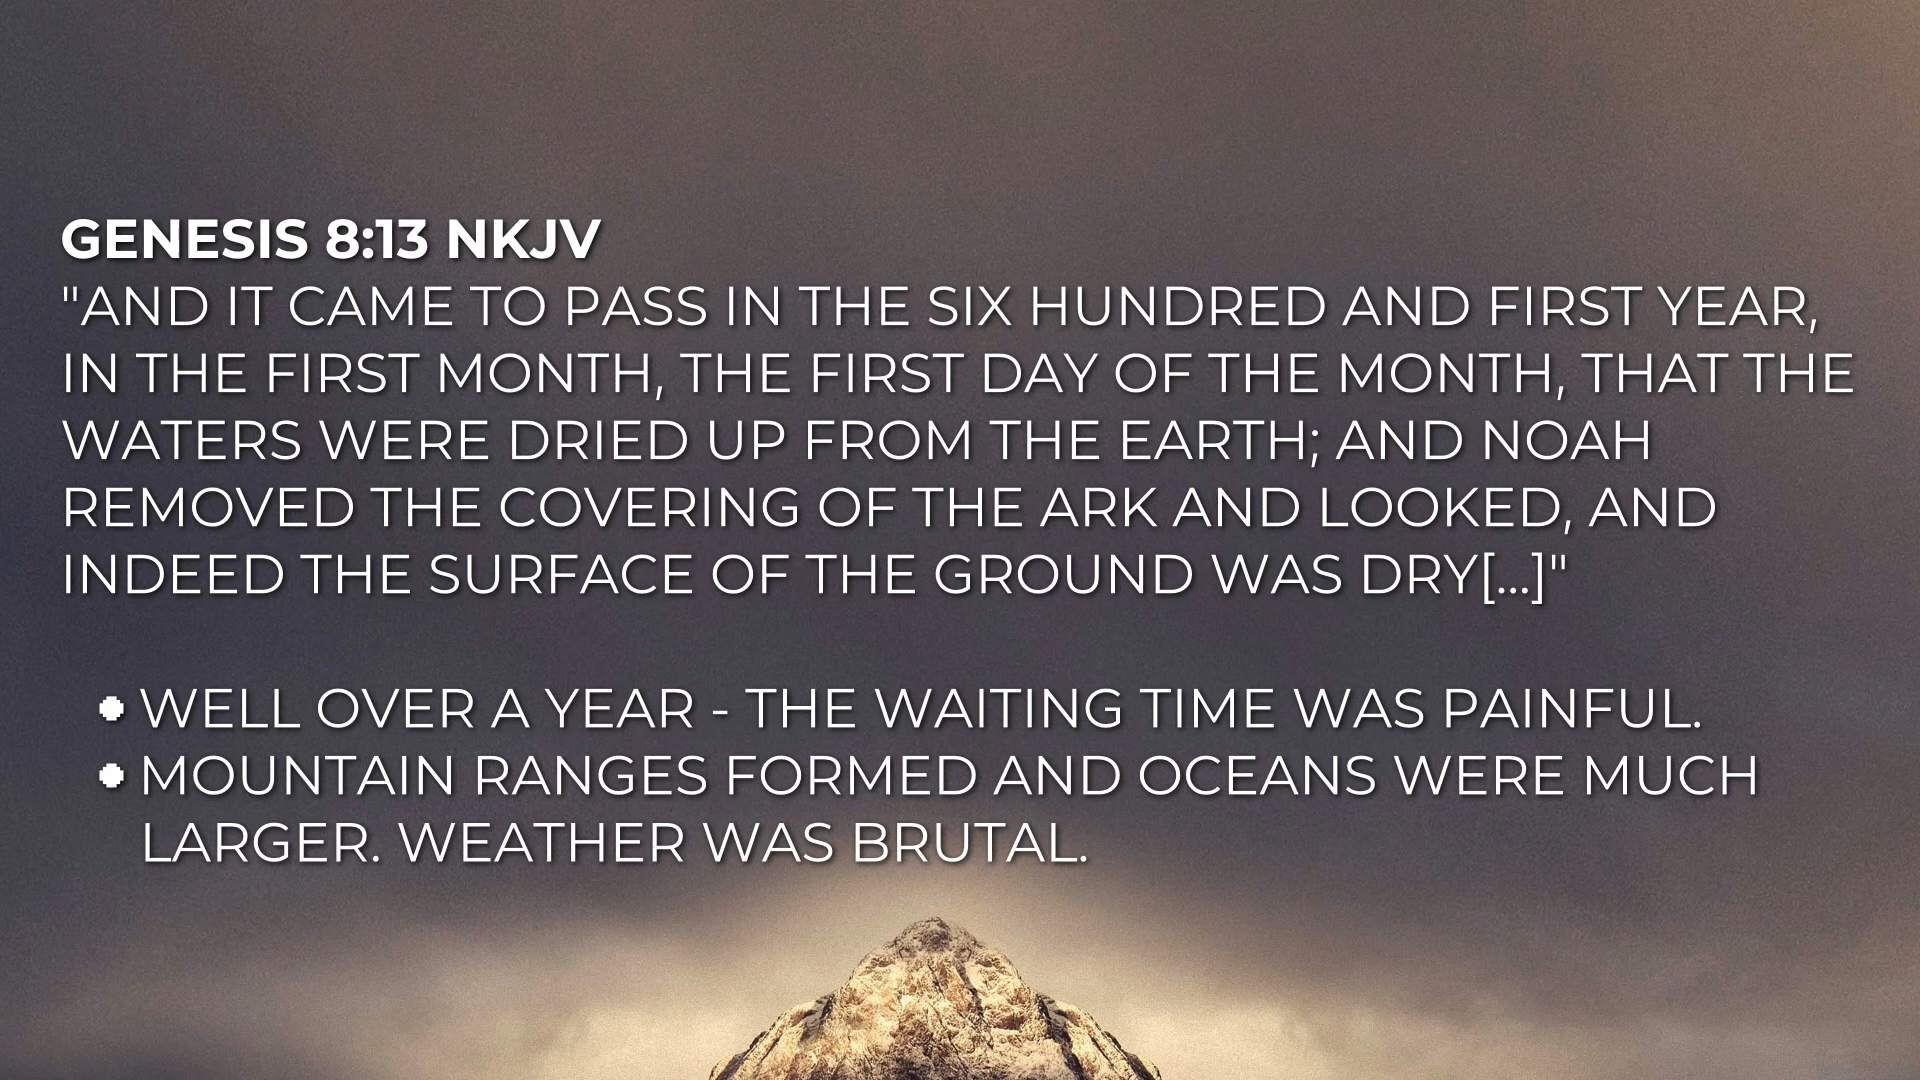 GENESIS 8:13 NKJV
"AND IT CAME TO PASS IN THE SIX HUNDRED AND FIRST YEAR,
IN THE FIRST MONTH, THE FIRST DAY OF THE MONTH, THAT THE
WATERS WERE DRIED UP FROM THE EARTH; AND NOAH
REMOVED THE COVERING OF THE ARK AND LOOKED, AND
INDEED THE SURFACE OF THE GROUND WAS DRY[...]"
• WELL OVER A YEAR - THE WAITING TIME WAS PAINFUL.
• MOUNTAIN RANGES FORMED AND OCEANS WERE MUCH
LARGER. WEATHER WAS BRUTAL.